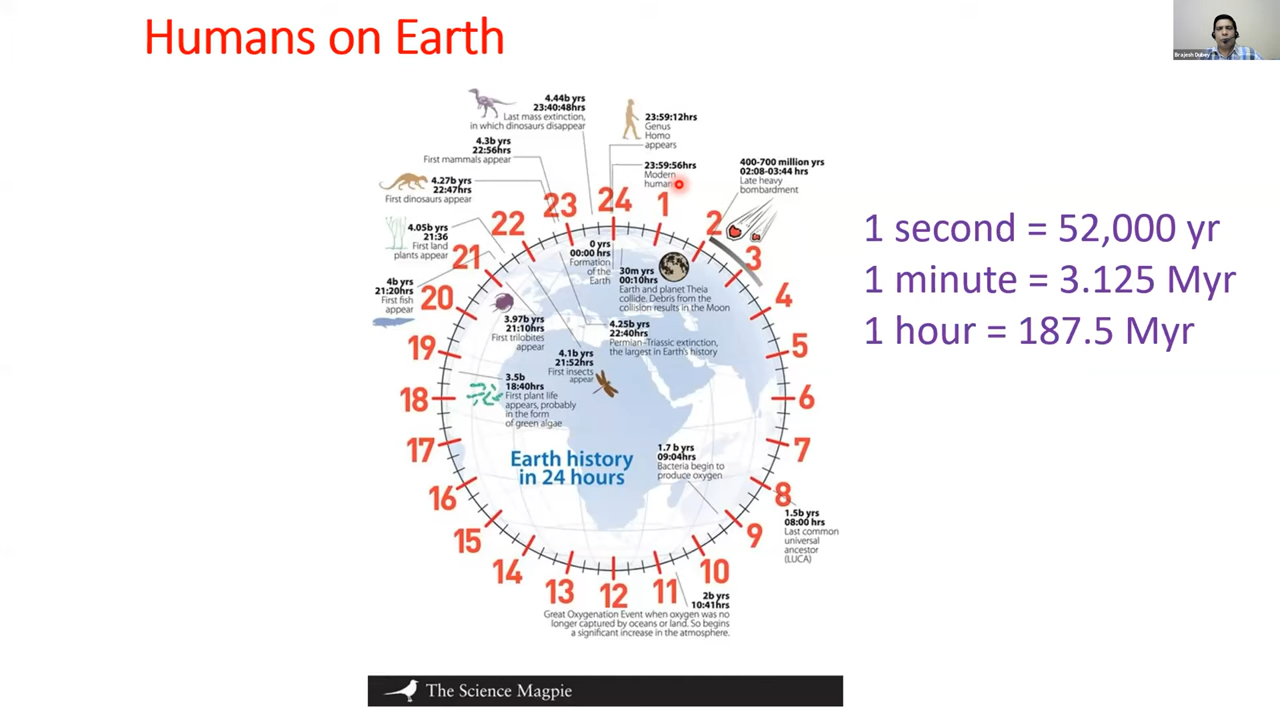 Humans on Earth
Brajesh Dubey
4.44b yrs
23:40:48hrs
Last mass extinction,
in which dinosaurs disappear
4.3b yrs
22:56hrs
First mammals appear
4.27b yrs
22:47hrs
First dinosaurs appear
4.05b yrs
21:36
First land
plants appear
4b yrs
21:20hrs
First fish
appear
23:59:12hrs
Genus
Homo
appears
23:59:56hrs
Modern
human
400-700 million yrs
02:08-03:44 hrs
Late heavy
bombardment
24
1
2
3
4
5
6
7
8
9
10
11
12
13
14
15
16
17
18
19
20
21
22
23
0 yrs
00:00 hrs
Formation
of the
Earth
30m yrs
00:10hrs
Earth and planet Theia
collide. Debris from the
collision results in the Moon
3.97b yrs
21:10hrs
First trilobites
appear
4.25b yrs
22:40hrs
Permian-Triassic extinction,
the largest in Earth's history
4.1b yrs
21:52hrs
First insects
appear
3.5b
18:40hrs
First plant life
appears, probably
in the form
of green algae
Earth history
in 24 hours
1.7 b yrs
09:04hrs
Bacteria begin to
produce oxygen
1.5b yrs
08:00 hrs
Last common
universal
ancestor
(LUCA)
2b yrs
10:41hrs
Great Oxygenation Event when oxygen was no
longer captured by oceans or land. So begins
a significant increase in the atmosphere.
1 second = 52,000 yr
1 minute = 3.125 Myr
1 hour = 187.5 Myr
The Science Magpie